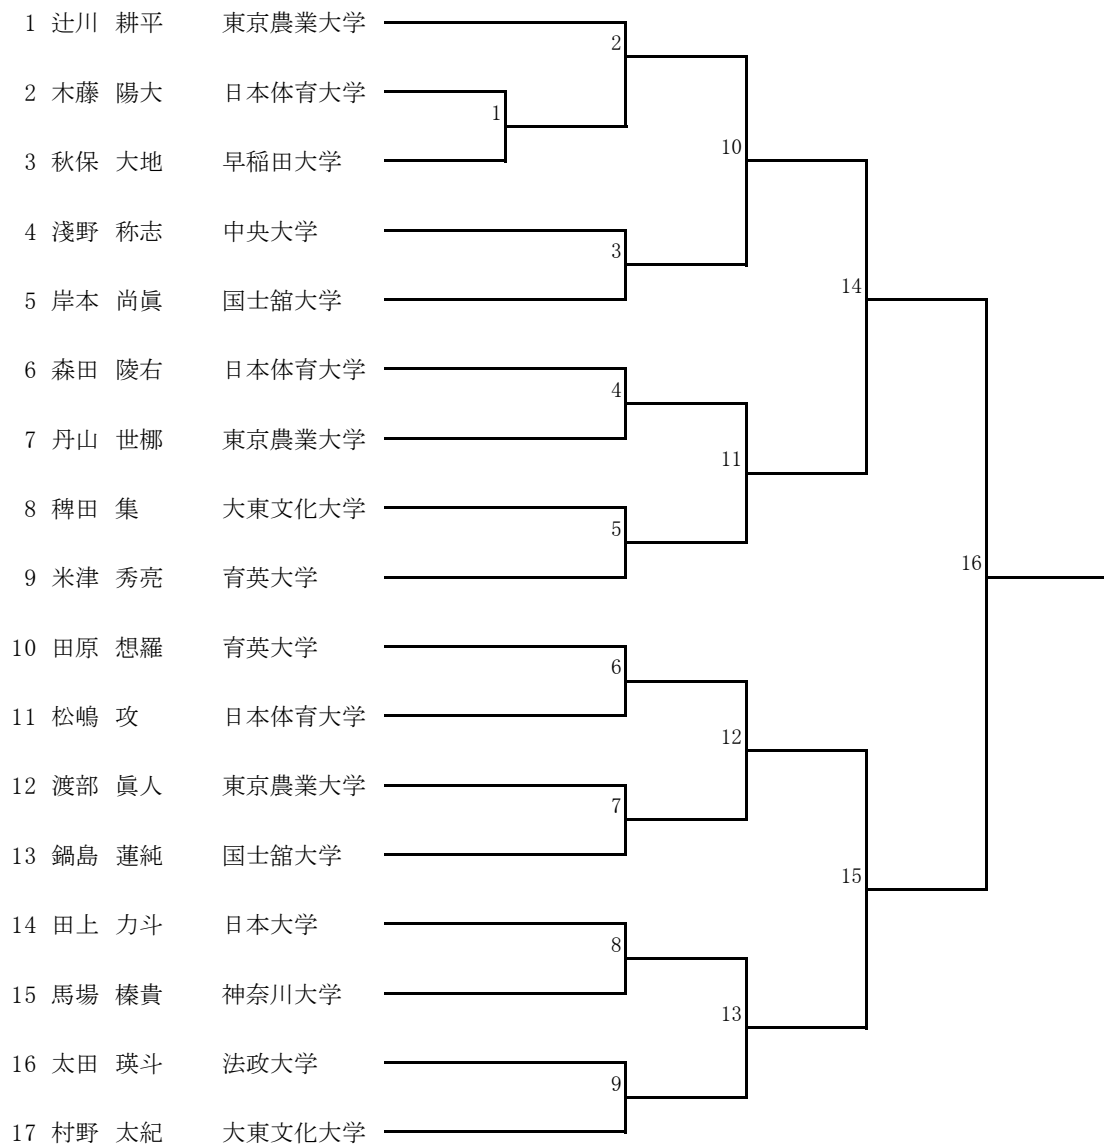 1 辻川 耕平 東京農業大学
2
2 木藤 陽大 日本体育大学
1
3 秋保 大地 早稲田大学
10
4 淺野 称志 中央大学
3
5 岸本 尚眞 国士舘大学
14
6 森田 陵右 日本体育大学
4
7 丹山 世梛 東京農業大学
11
8 稗田 集 大東文化大学
5
9 米津 秀亮 育英大学
16
10 田原 想羅 育英大学
6
11 松嶋 攻 日本体育大学
12
12 渡部 眞人 東京農業大学
7
13 鍋島 蓮純 国士舘大学
15
14 田上 力斗 日本大学
8
15 馬場 榛貴 神奈川大学
13
16 太田 瑛斗 法政大学
9
17 村野 太紀 大東文化大学